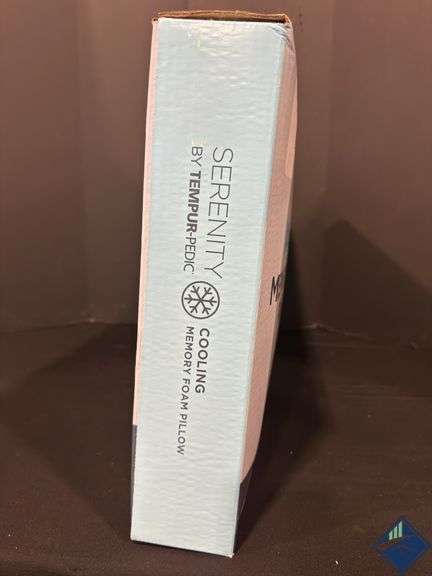 SERENITY
BY TEMPUR-PEDIC
COOLING
MEMORY FOAM PILLOW